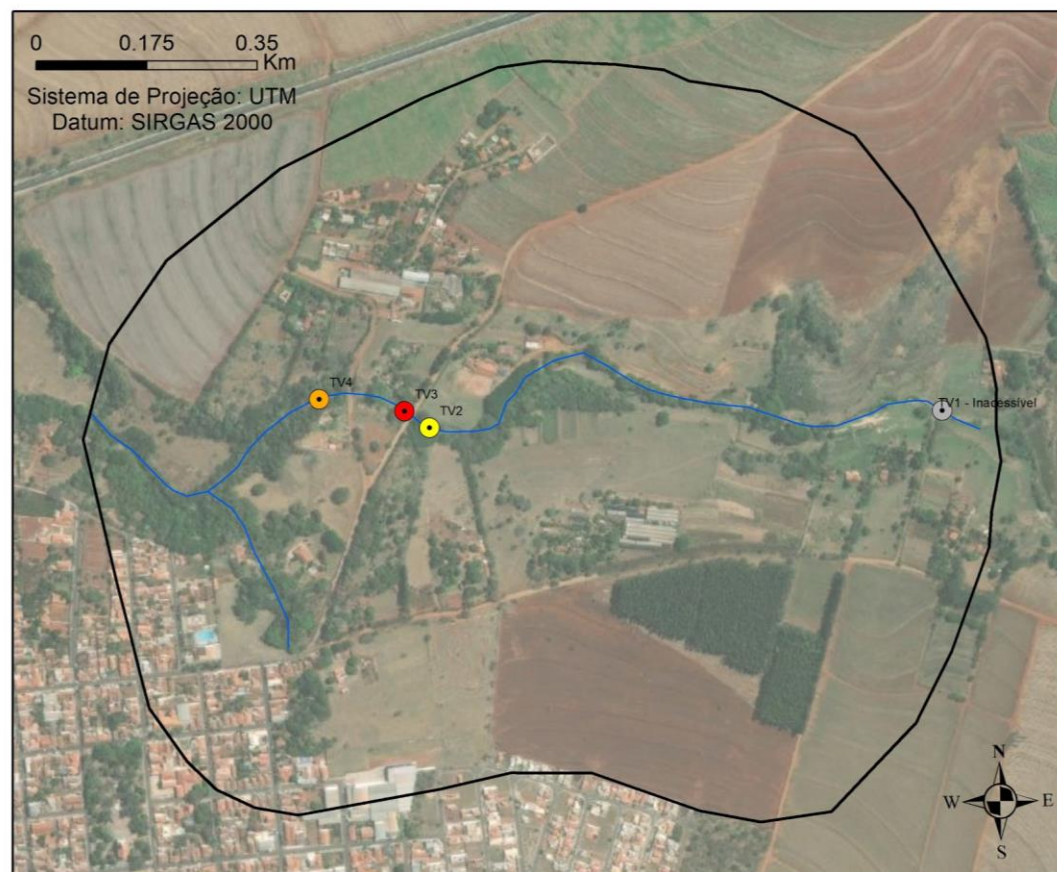 0 0.175 0.35
Km
Sistema de Projeção: UTM
Datum: SIRGAS 2000
TV4
TV3
TV2
TV1 - Inacessível
N
W E
S